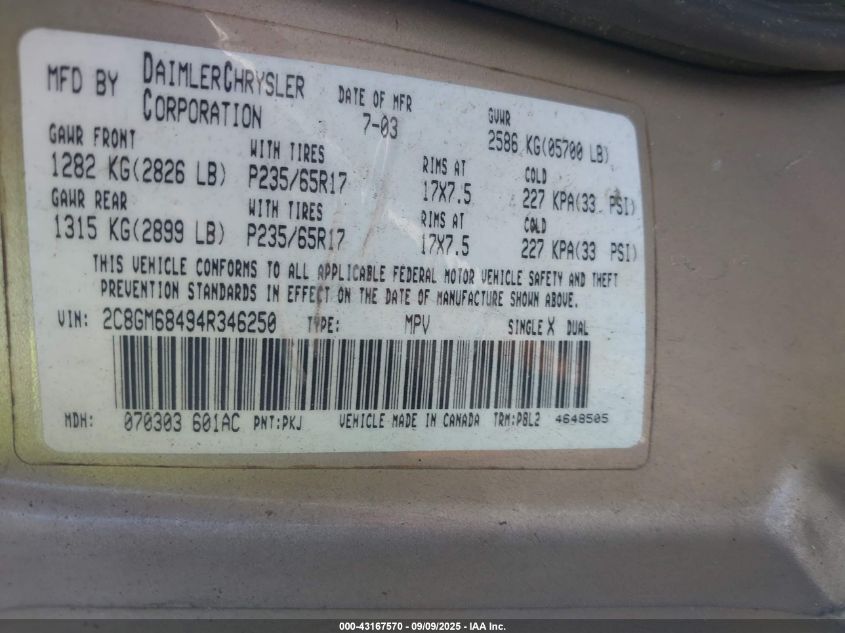 MFD BY DAIMLERCHRYSLER CORPORATION DATE OF MFR 7-03 GVWR 2586 KG(05700 LB)
GAWR FRONT WITH TIRES RIMS AT COLD
1282 KG(2826 LB) P235/65R17 17X7.5 227 KPA(33 PSI)
GAWR REAR WITH TIRES RIMS AT COLD
1315 KG(2899 LB) P235/65R17 17X7.5 227 KPA(33 PSI)
THIS VEHICLE CONFORMS TO ALL APPLICABLE FEDERAL MOTOR VEHICLE SAFETY AND THEFT
PREVENTION STANDARDS IN EFFECT ON THE DATE OF MANUFACTURE SHOWN ABOVE.
VIN: 2C8GM68494R346250 TYPE: MPV SINGLE X DUAL
MDH: 070303 601AC PNT:PKJ VEHICLE MADE IN CANADA TRM:P8L2 4648505
000-43167570 - 09/09/2025 - IAA Inc.